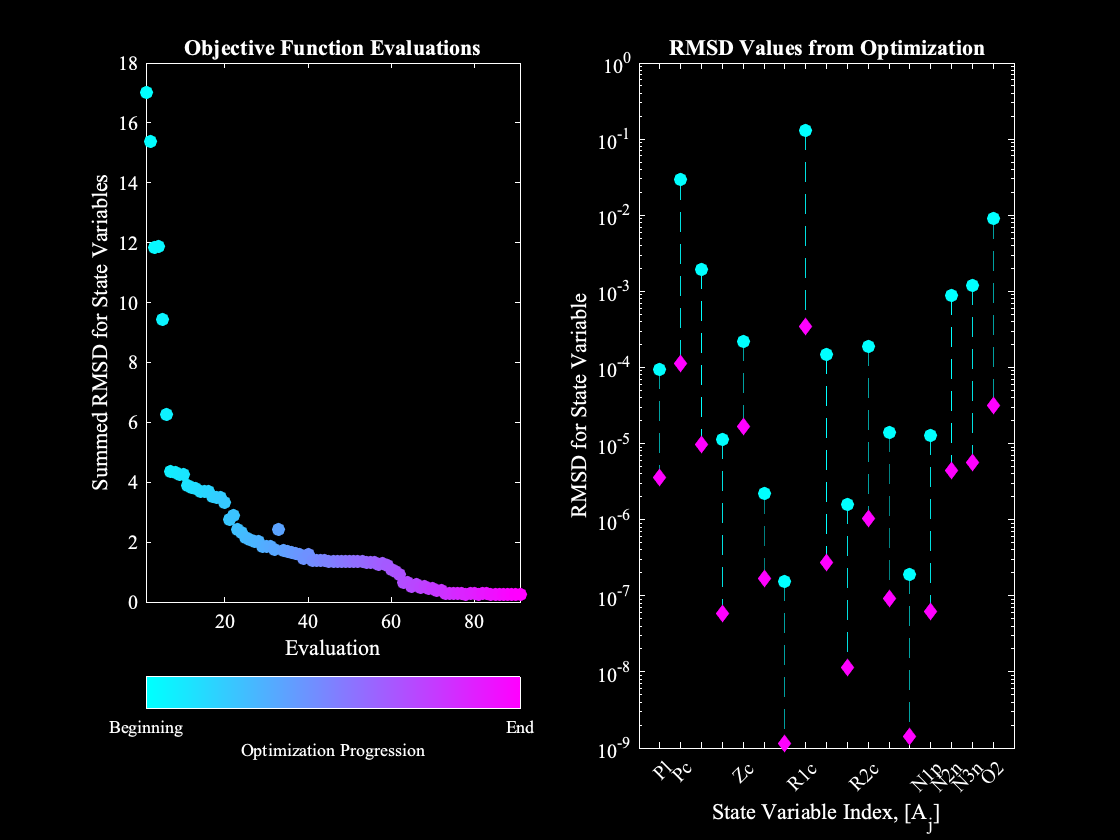 Objective Function Evaluations
Summed RMSD for State Variables
18
16
14
12
10
8
6
4
2
0
20 40 60 80
Evaluation
Beginning End
Optimization Progression
RMSD Values from Optimization
RMSD for State Variable
10^0
10^-1
10^-2
10^-3
10^-4
10^-5
10^-6
10^-7
10^-8
10^-9
P1 Pc Zc R1c R2c N1p N2n N3n O2
State Variable Index, [A_j]